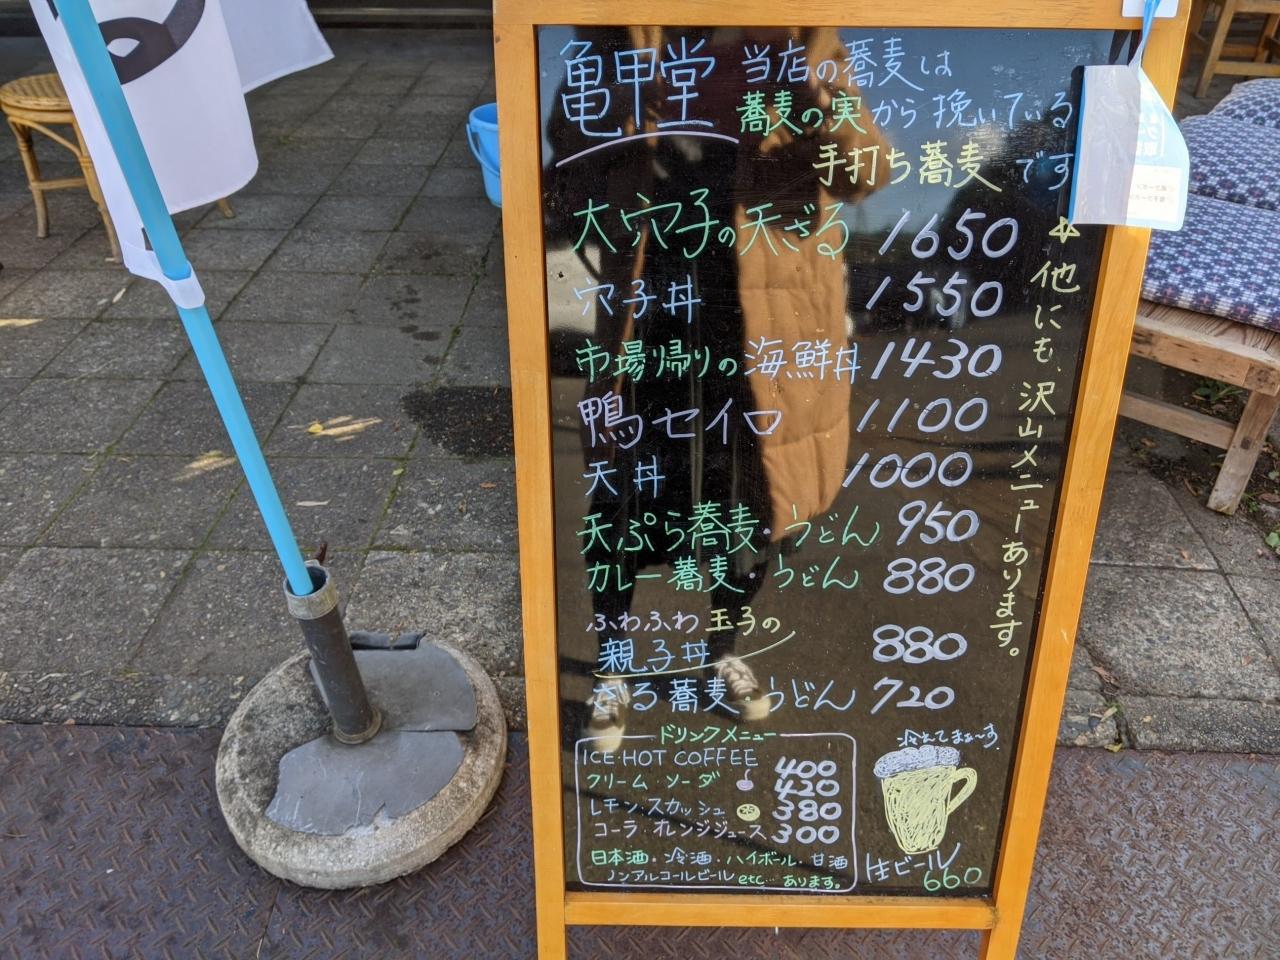 亀甲堂 当店の蕎麦は
蕎麦の実から挽いている
手打ち蕎麦です
大穴子の天ざる 1650
穴子丼 1550
市場帰りの海鮮丼 1430
鴨セイロ 1100
天丼 1000
天ぷら蕎麦・うどん 950
カレー蕎麦・うどん 880
ふわふわ玉子の
親子丼 880
ざる蕎麦・うどん 720
☆他にも、沢山メニューあります。
ドリンクメニュー
ICE・HOT COFFEE 400
クリームソーダ 420
レモンスカッシュ 380
コーラ オレンジジュース 300
日本酒・冷酒・ハイボール・甘酒
ノンアルコールビール etc… あります。
冷えてまぁ〜す
生ビール
660